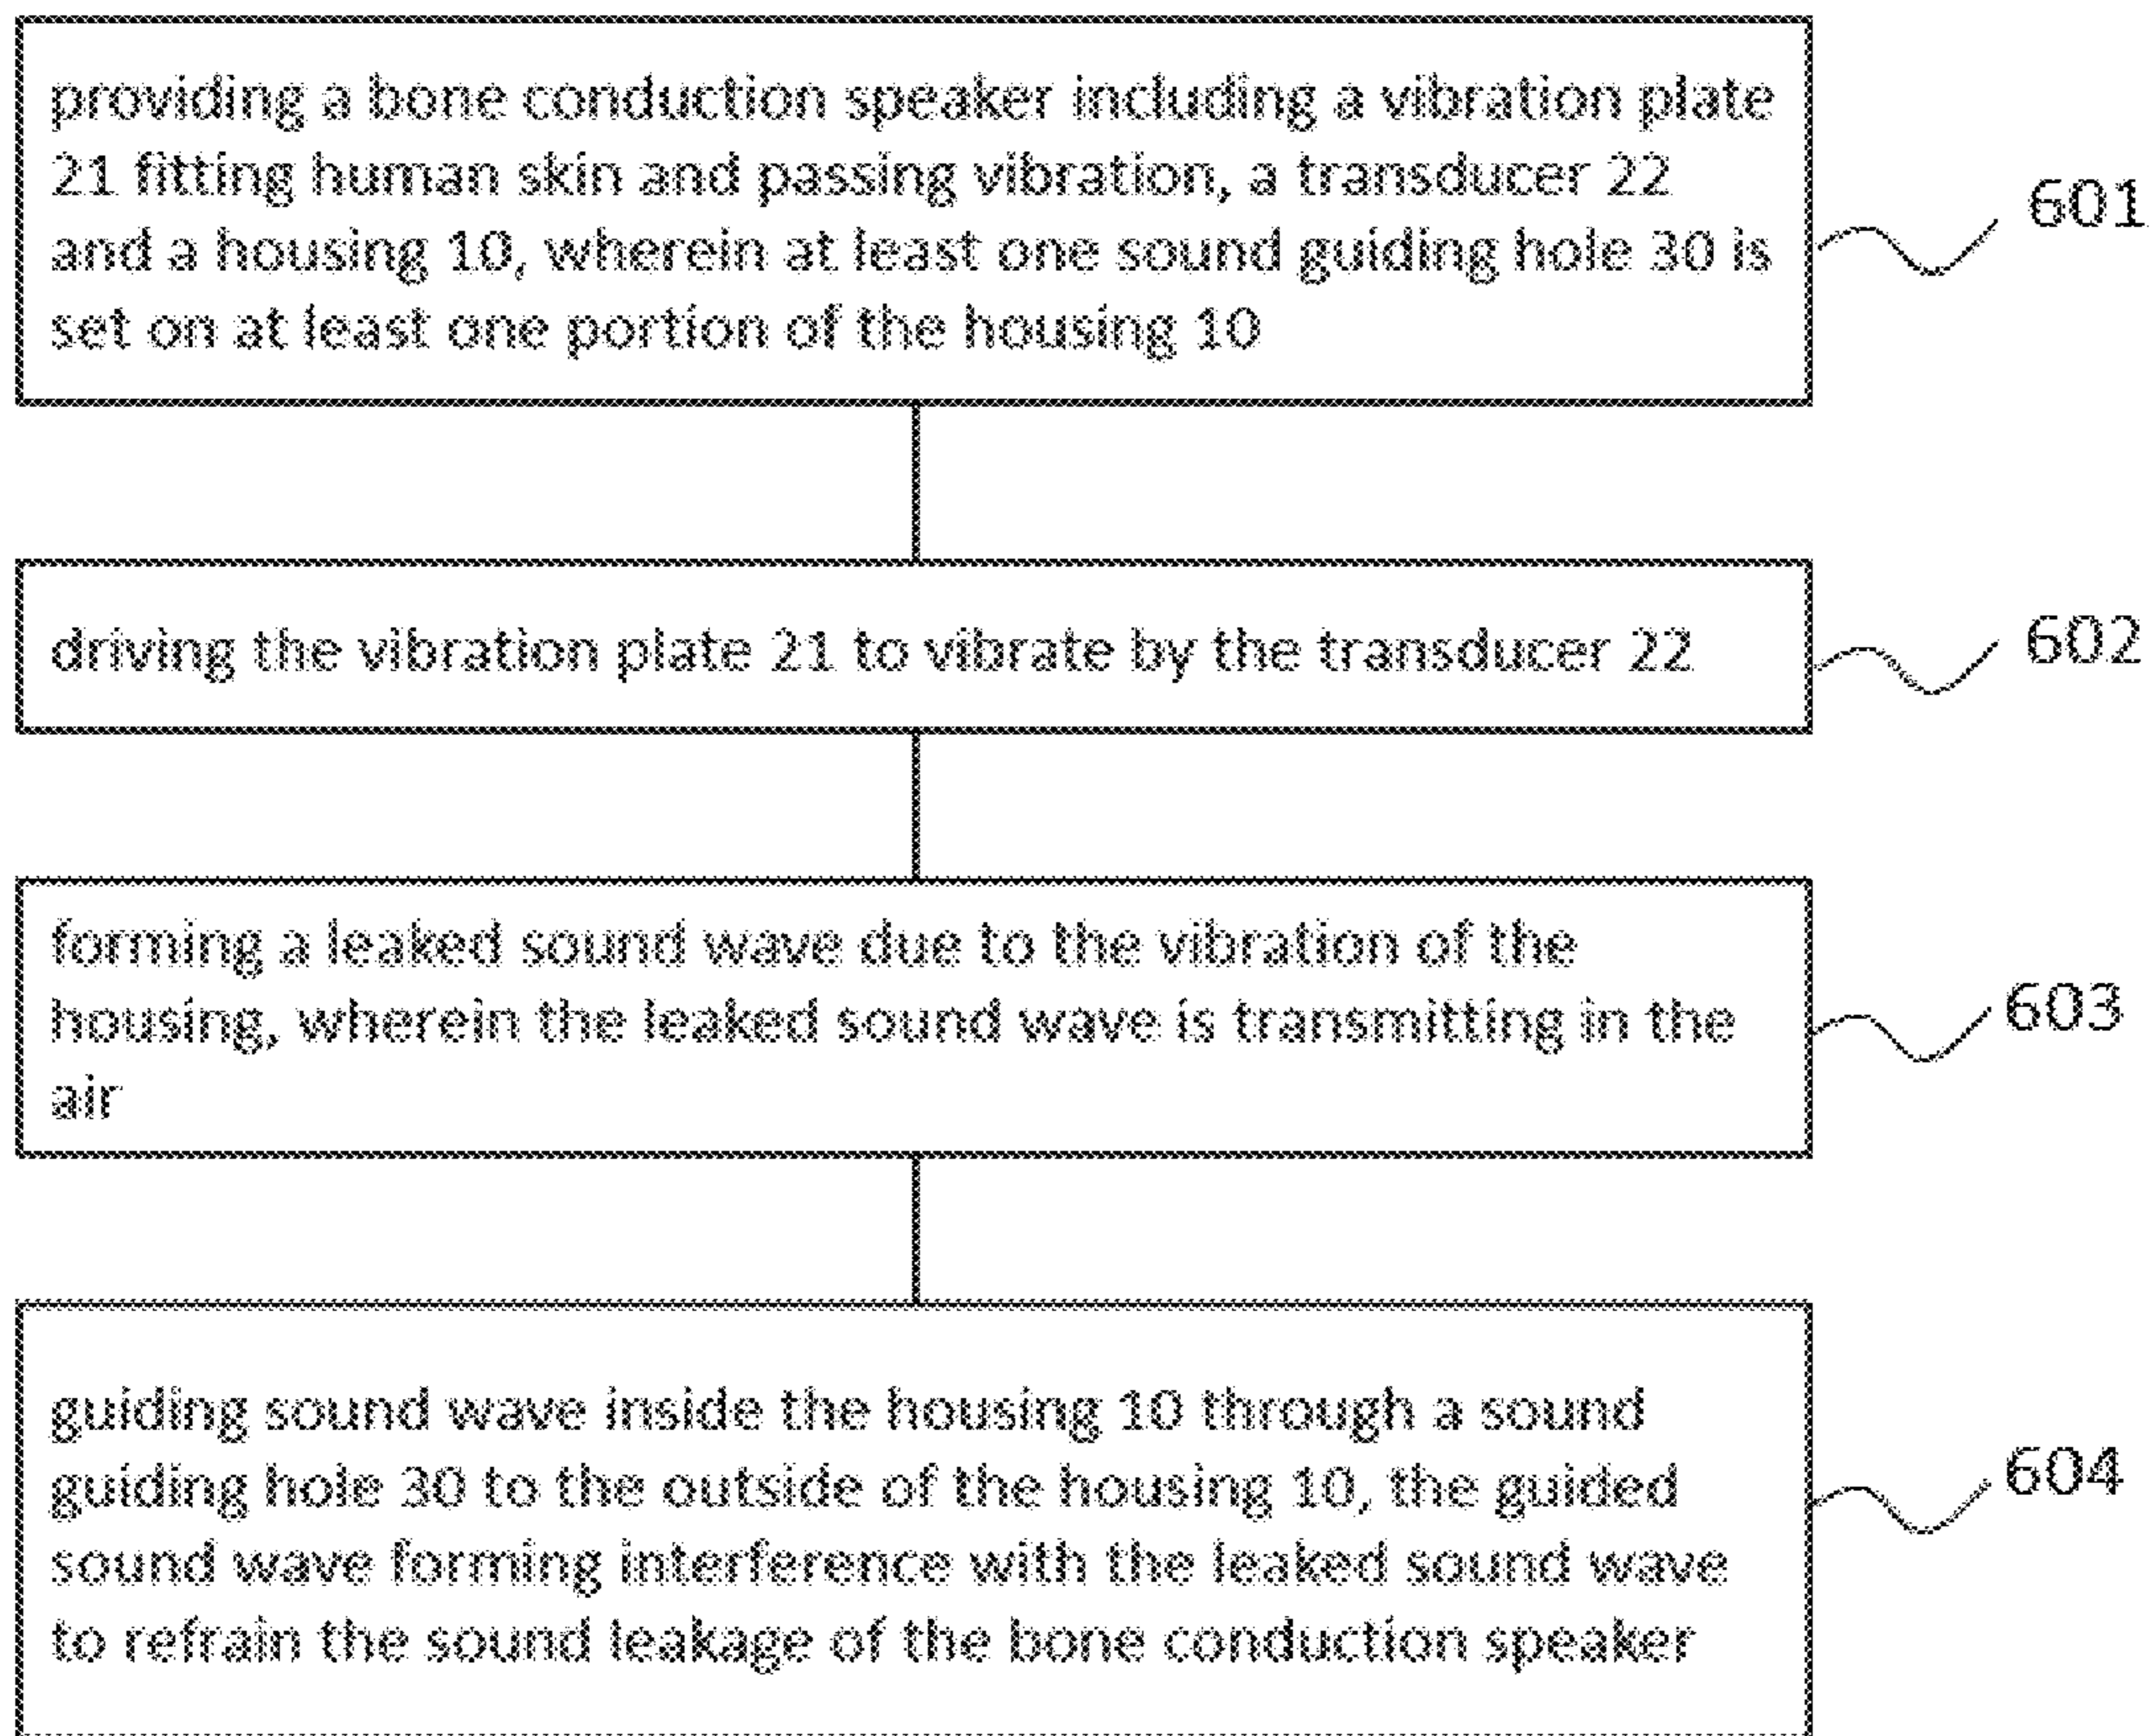 providing a bone conduction speaker including a vibration plate
21 fitting human skin and passing vibration, a transducer 22
and a housing 10, wherein at least one sound guiding hole 30 is
set on at least one portion of the housing 10
601
driving the vibration plate 21 to vibrate by the transducer 22
602
forming a leaked sound wave due to the vibration of the
housing, wherein the leaked sound wave is transmitting in the
air
603
guiding sound wave inside the housing 10 through a sound
guiding hole 30 to the outside of the housing 10, the guided
sound wave forming interference with the leaked sound wave
to refrain the sound leakage of the bone conduction speaker
604